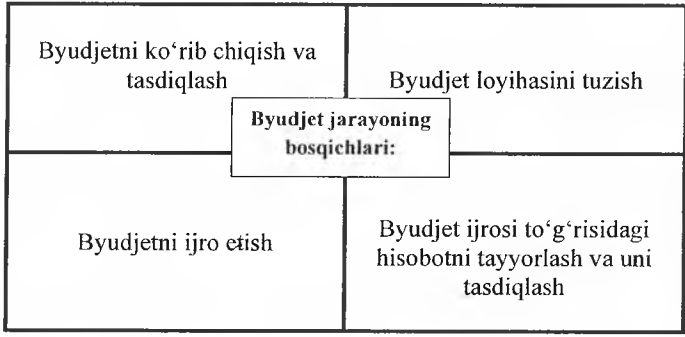 Byudjetni ko‘rib chiqish va
tasdiqlash
Byudjet loyihasini tuzish
Byudjet jarayoning
bosqichlari:
Byudjetni ijro etish
Byudjet ijrosi to‘g‘risidagi
hisobotni tayyorlash va uni
tasdiqlash